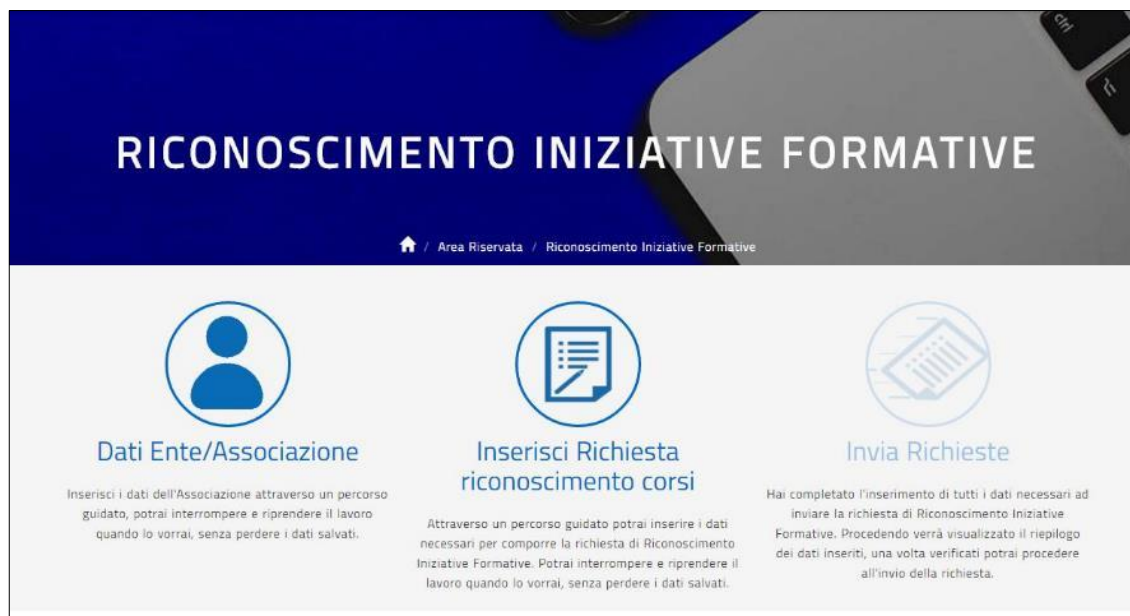 ctrl
RICONOSCIMENTO INIZIATIVE FORMATIVE
/ Area Riservata / Riconoscimento Iniziative Formative
Dati Ente/Associazione
Inserisci i dati dell'Associazione attraverso un percorso
guidato, potrai interrompere e riprendere il lavoro
quando lo vorrai, senza perdere i dati salvati.
Inserisci Richiesta
riconoscimento corsi
Attraverso un percorso guidato potrai inserire i dati
necessari per comporre la richiesta di Riconoscimento
Iniziative Formative. Potrai interrompere e riprendere il
lavoro quando lo vorrai, senza perdere i dati salvati.
Invia Richieste
Hai completato l'inserimento di tutti i dati necessari ad
inviare la richiesta di Riconoscimento Iniziative
Formative. Procedendo verrà visualizzato il riepilogo
dei dati inseriti, una volta verificati potrai procedere
all'invio della richiesta.